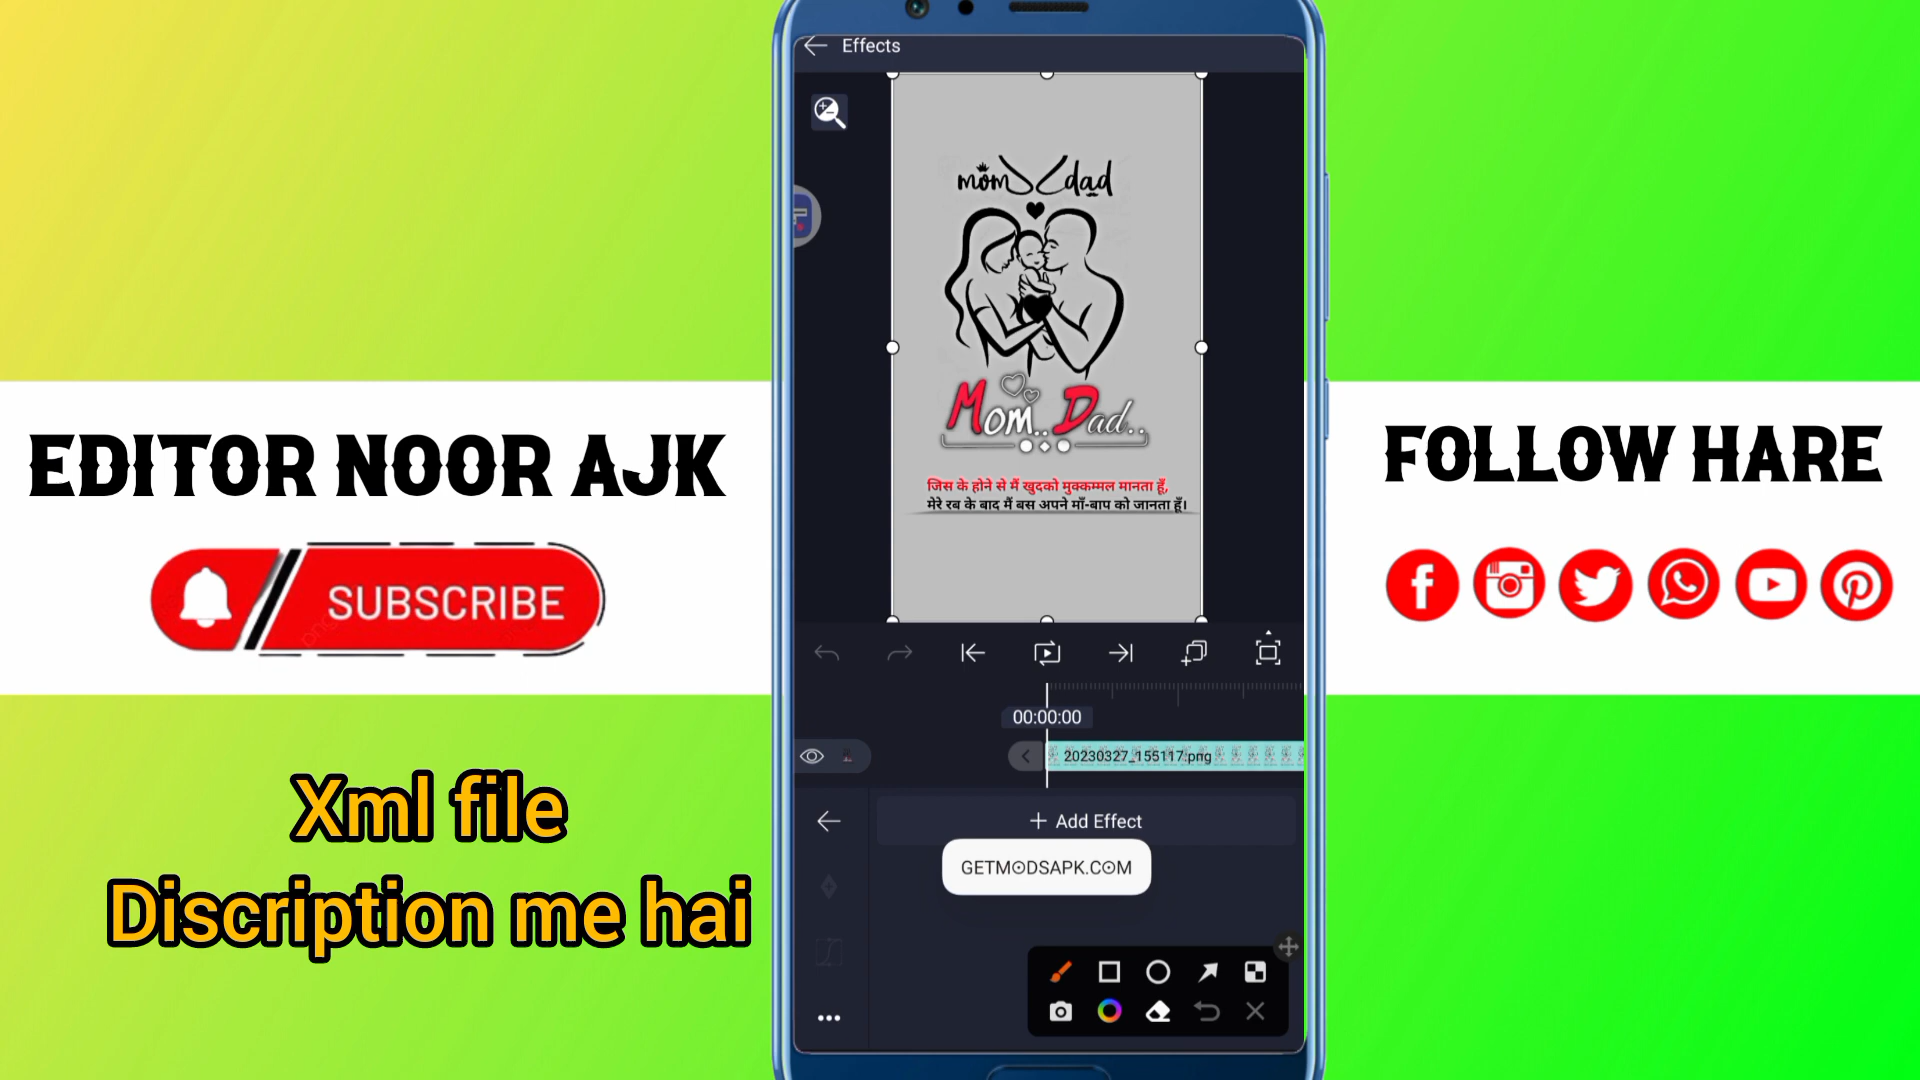 Effects
mom dad
Mom.. Dad..
जिस के होने से मैं खुदको मुक्कम्मल मानता हूँ,
मेरे रब के बाद मैं बस अपने माँ-बाप को जानता हूँ।
EDITOR NOOR AJK
SUBSCRIBE
FOLLOW HARE
00:00:00
20230327_155117.png
+ Add Effect
GETMODSAPK.COM
Xml file
Discription me hai